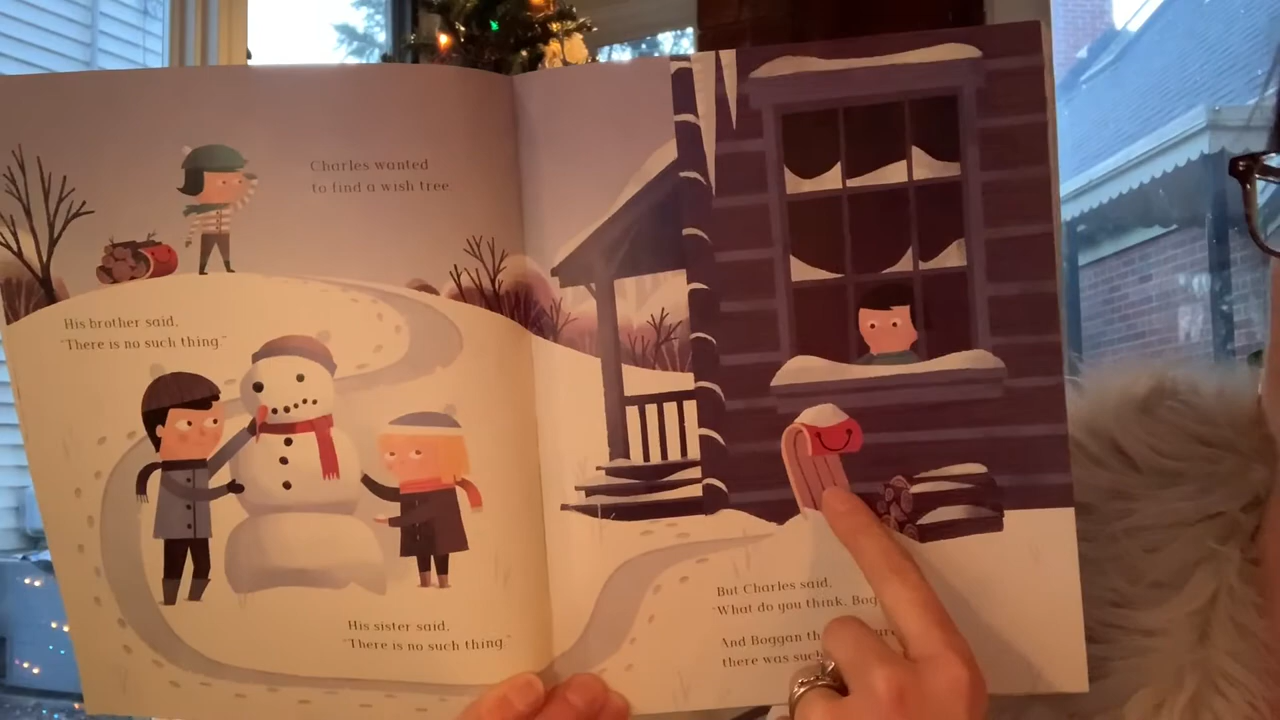 Charles wanted
to find a wish tree.
His brother said,
"There is no such thing."
His sister said,
"There is no such thing."
But Charles said,
"What do you think,
And Boggan
there was